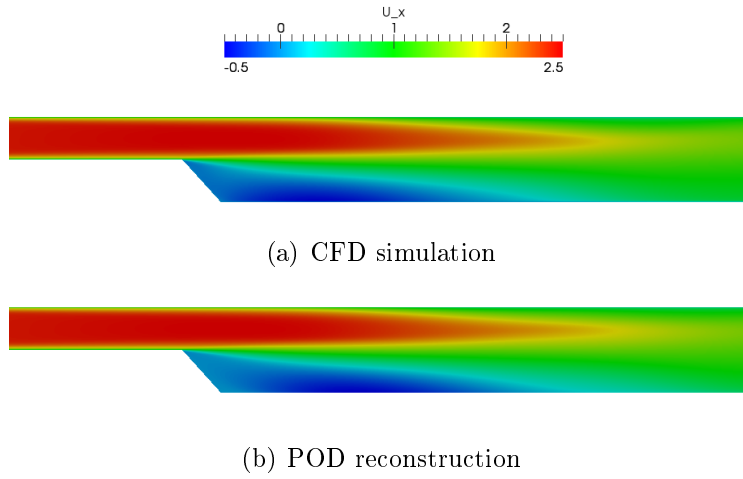 U_x
0 1 2
-0.5 2.5
(a) CFD simulation
(b) POD reconstruction